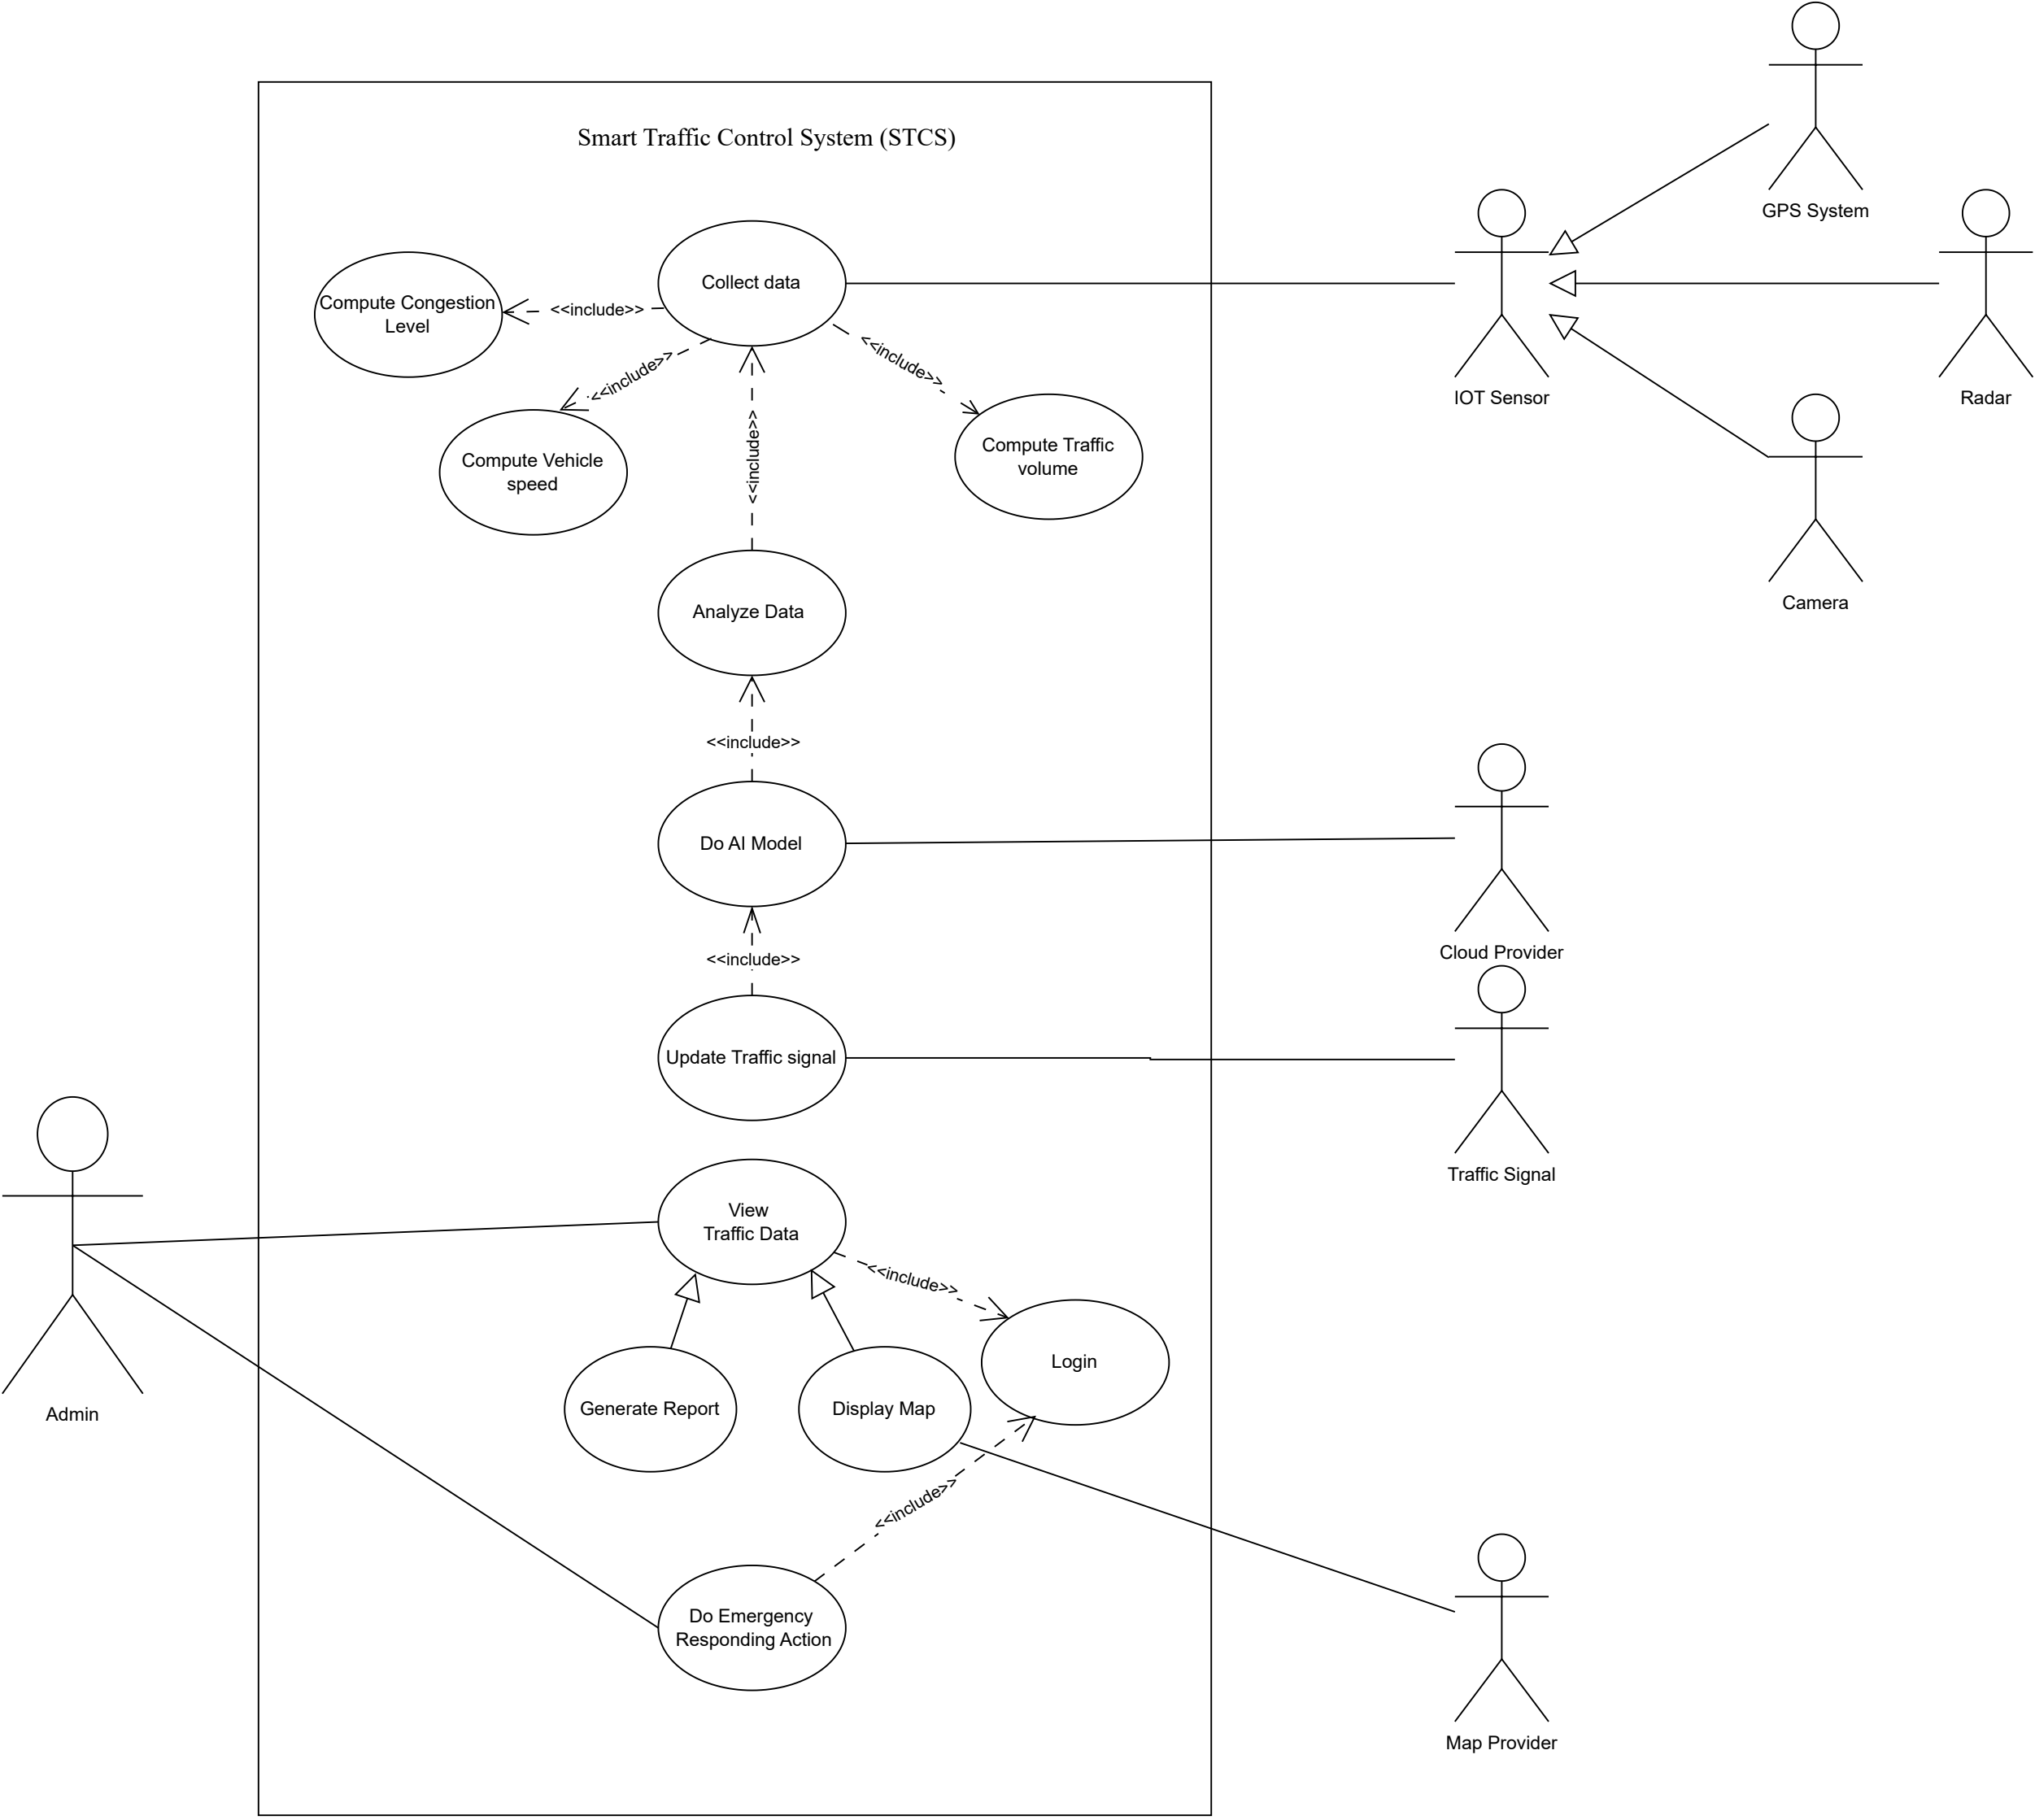 Smart Traffic Control System (STCS)
GPS System
Collect data
Compute Congestion
Level
<<include>>
<<include>>
<<include>>
<<include>>
IOT Sensor
Radar
Compute Vehicle
speed
Compute Traffic
volume
Camera
Analyze Data
<<include>>
Do AI Model
Cloud Provider
<<include>>
Update Traffic signal
Traffic Signal
View
Traffic Data
<<include>>
Login
Generate Report
Display Map
Admin
<<include>>
Do Emergency
Responding Action
Map Provider